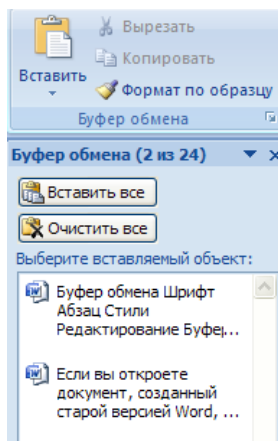 Вырезать
Копировать
Вставить
Формат по образцу
Буфер обмена
Буфер обмена (2 из 24)
Вставить все
Очистить все
Выберите вставляемый объект:
Буфер обмена Шрифт
Абзац Стили
Редактирование Буфер...
Если вы откроете
документ, созданный
старой версией Word, ...